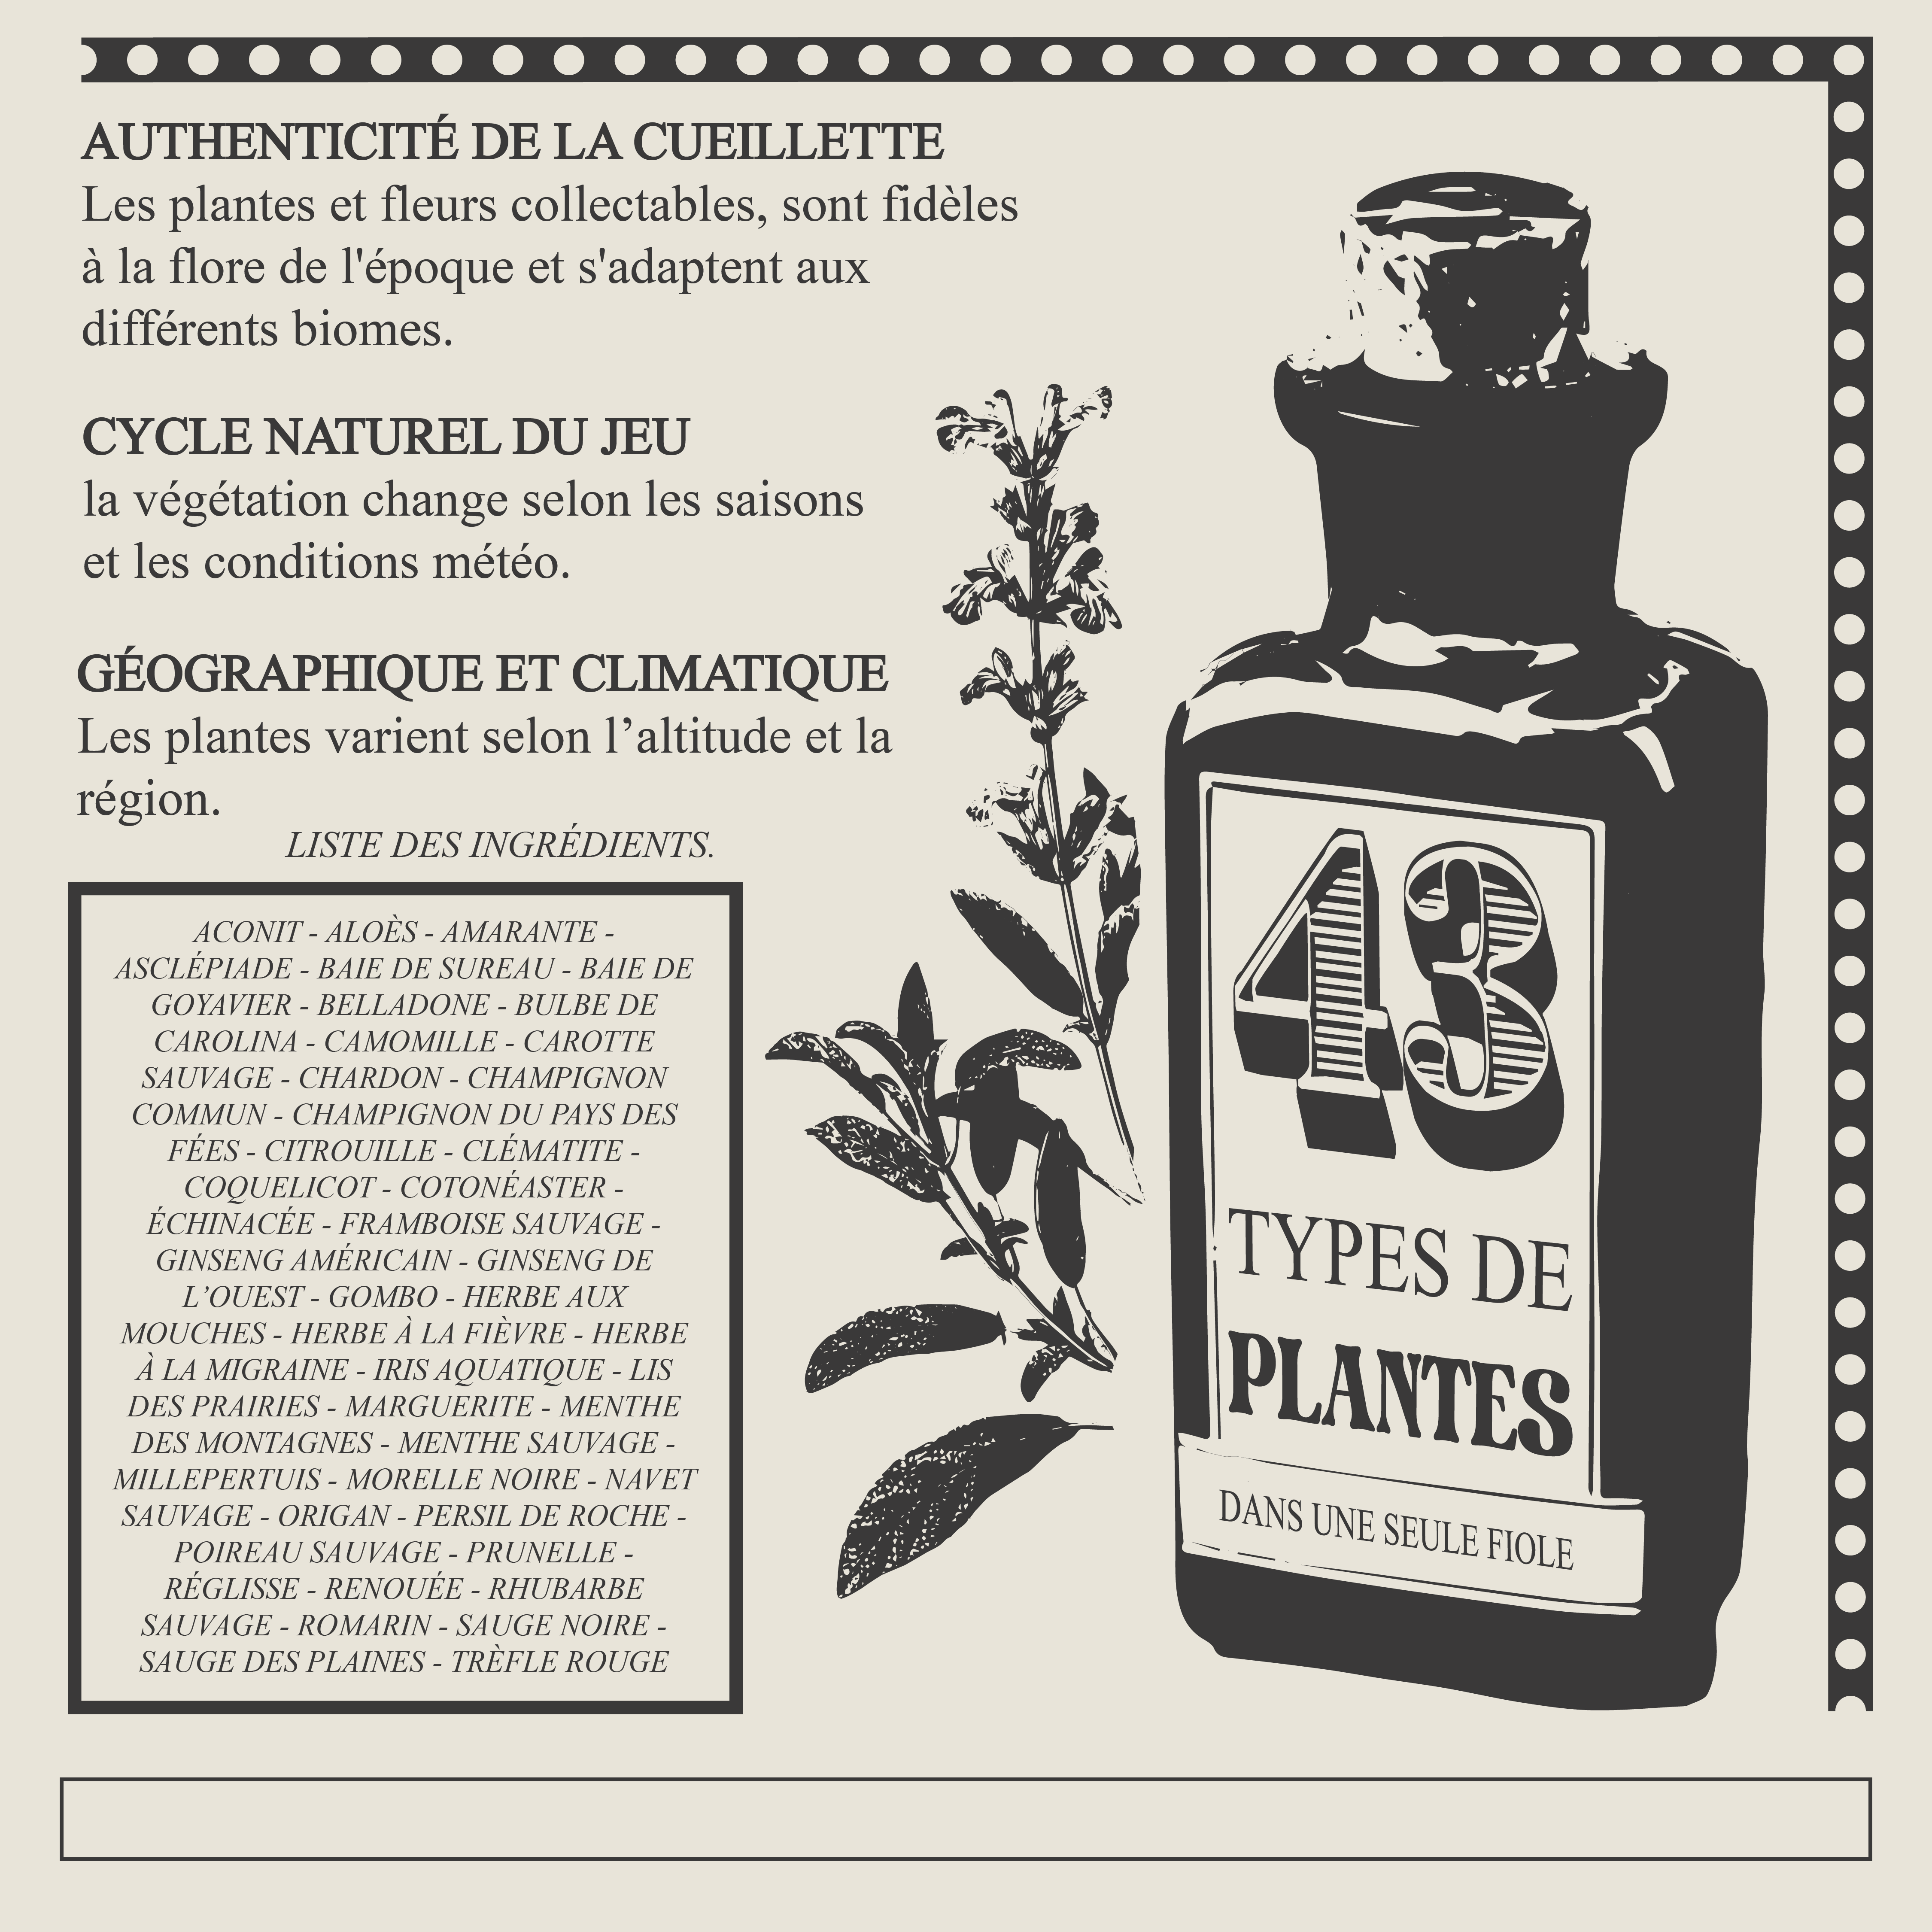 AUTHENTICITÉ DE LA CUEILLETTE
Les plantes et fleurs collectables, sont fidèles
à la flore de l'époque et s'adaptent aux
différents biomes.
CYCLE NATUREL DU JEU
la végétation change selon les saisons
et les conditions météo.
GÉOGRAPHIQUE ET CLIMATIQUE
Les plantes varient selon l’altitude et la
région.
LISTE DES INGRÉDIENTS.
ACONIT - ALOÈS - AMARANTE -
ASCLÉPIADE - BAIE DE SUREAU - BAIE DE
GOYAVIER - BELLADONE - BULBE DE
CAROLINA - CAMOMILLE - CAROTTE
SAUVAGE - CHARDON - CHAMPIGNON
COMMUN - CHAMPIGNON DU PAYS DES
FÉES - CITROUILLE - CLÉMATITE -
COQUELICOT - COTONÉASTER -
ÉCHINACÉE - FRAMBOISE SAUVAGE -
GINSENG AMÉRICAIN - GINSENG DE
L’OUEST - GOMBO - HERBE AUX
MOUCHES - HERBE À LA FIÈVRE - HERBE
À LA MIGRAINE - IRIS AQUATIQUE - LIS
DES PRAIRIES - MARGUERITE - MENTHE
DES MONTAGNES - MENTHE SAUVAGE -
MILLEPERTUIS - MORELLE NOIRE - NAVET
SAUVAGE - ORIGAN - PERSIL DE ROCHE -
POIREAU SAUVAGE - PRUNELLE -
RÉGLISSE - RENOUÉE - RHUBARBE
SAUVAGE - ROMARIN - SAUGE NOIRE -
SAUGE DES PLAINES - TRÈFLE ROUGE
43
TYPES DE
PLANTES
DANS UNE SEULE FIOLE